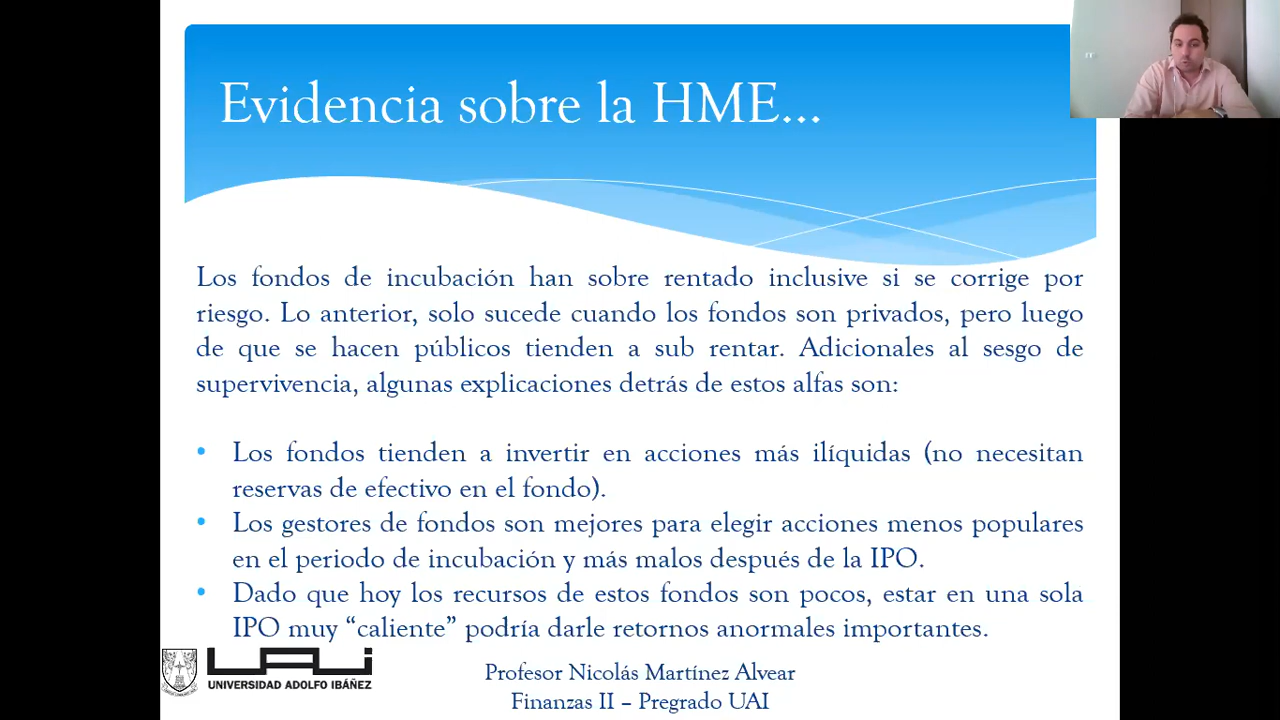 Evidencia sobre la HME...
Los fondos de incubación han sobre rentado inclusive si se corrige por
riesgo. Lo anterior, solo sucede cuando los fondos son privados, pero luego
de que se hacen públicos tienden a sub rentar. Adicionales al sesgo de
supervivencia, algunas explicaciones detrás de estos alfas son:
• Los fondos tienden a invertir en acciones más ilíquidas (no necesitan
reservas de efectivo en el fondo).
• Los gestores de fondos son mejores para elegir acciones menos populares
en el periodo de incubación y más malos después de la IPO.
• Dado que hoy los recursos de estos fondos son pocos, estar en una sola
IPO muy “caliente” podría darle retornos anormales importantes.
UAI
UNIVERSIDAD ADOLFO IBÁÑEZ
Profesor Nicolás Martínez Alvear
Finanzas II – Pregrado UAI